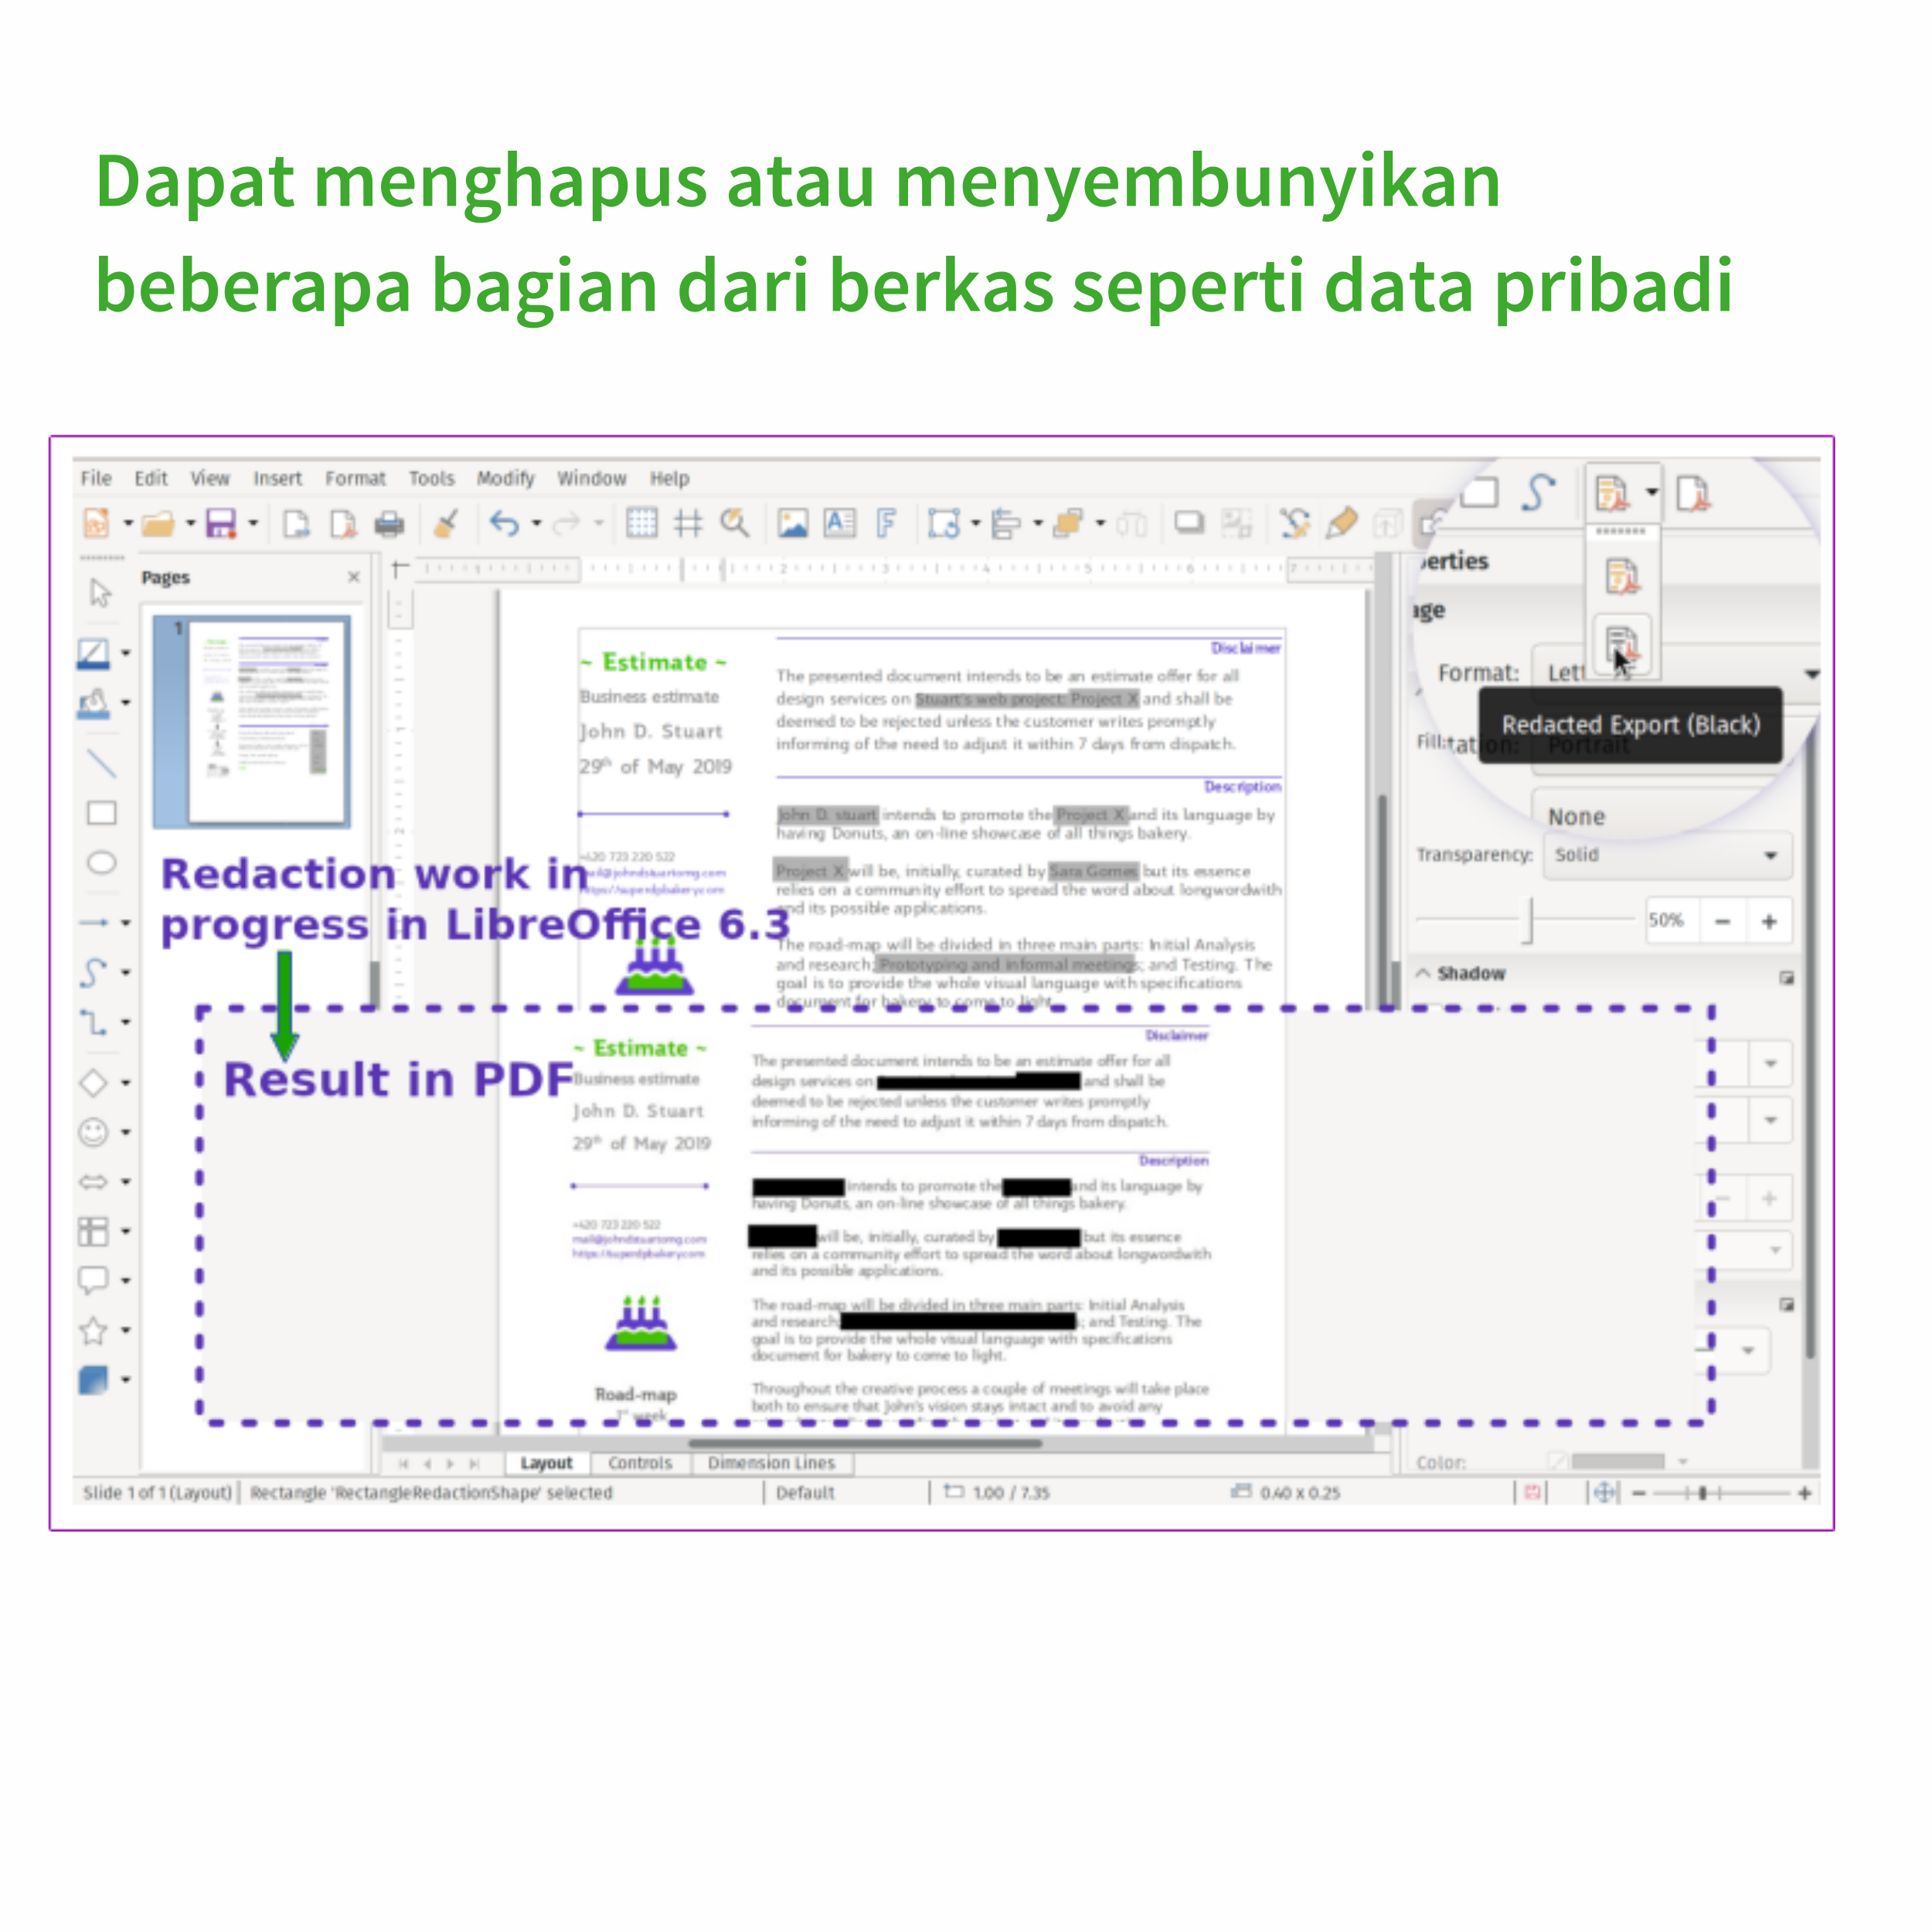 Dapat menghapus atau menyembunyikan
beberapa bagian dari berkas seperti data pribadi
File Edit View Insert Format Tools Modify Window Help
Pages
1
erties
age
Format: Lett
Redacted Export (Black)
Fill:
tation: Portrait
None
Transparency: Solid
50%
Shadow
~ Estimate ~
Business estimate
John D. Stuart
29th of May 2019
+420 723 220 522
mail@johndstuartomg.com
Disclaimer
The presented document intends to be an estimate offer for all
design services on Stuart's web project: Project X and shall be
deemed to be rejected unless the customer writes promptly
informing of the need to adjust it within 7 days from dispatch.
Description
John D. stuart intends to promote the Project X and its language by
having Donuts, an on-line showcase of all things bakery.
Project X will be, initially, curated by Sara Gomes but its essence
relies on a community effort to spread the word about longwordwith
and its possible applications.
The road-map will be divided in three main parts: Initial Analysis
and research; Prototyping and informal meetings; and Testing. The
goal is to provide the whole visual language with specifications
document for bakery to come to light.
Redaction work in
progress in LibreOffice 6.3
Result in PDF
~ Estimate ~
Business estimate
John D. Stuart
29th of May 2019
+420 723 220 522
mail@johndstuartomg.com
Road-map
1st week
Disclaimer
The presented document intends to be an estimate offer for all
design services on and shall be
deemed to be rejected unless the customer writes promptly
informing of the need to adjust it within 7 days from dispatch.
Description
intends to promote the and its language by
having Donuts, an on-line showcase of all things bakery.
will be, initially, curated by but its essence
relies on a community effort to spread the word about longwordwith
and its possible applications.
The road-map will be divided in three main parts: Initial Analysis
and research; ; and Testing. The
goal is to provide the whole visual language with specifications
document for bakery to come to light.
Throughout the creative process a couple of meetings will take place
both to ensure that John's vision stays intact and to avoid any
Color:
Layout Controls Dimension Lines
Slide 1 of 1 (Layout) Rectangle 'RectangleRedactionShape' selected Default 1.00 / 7.35 0.40 x 0.25